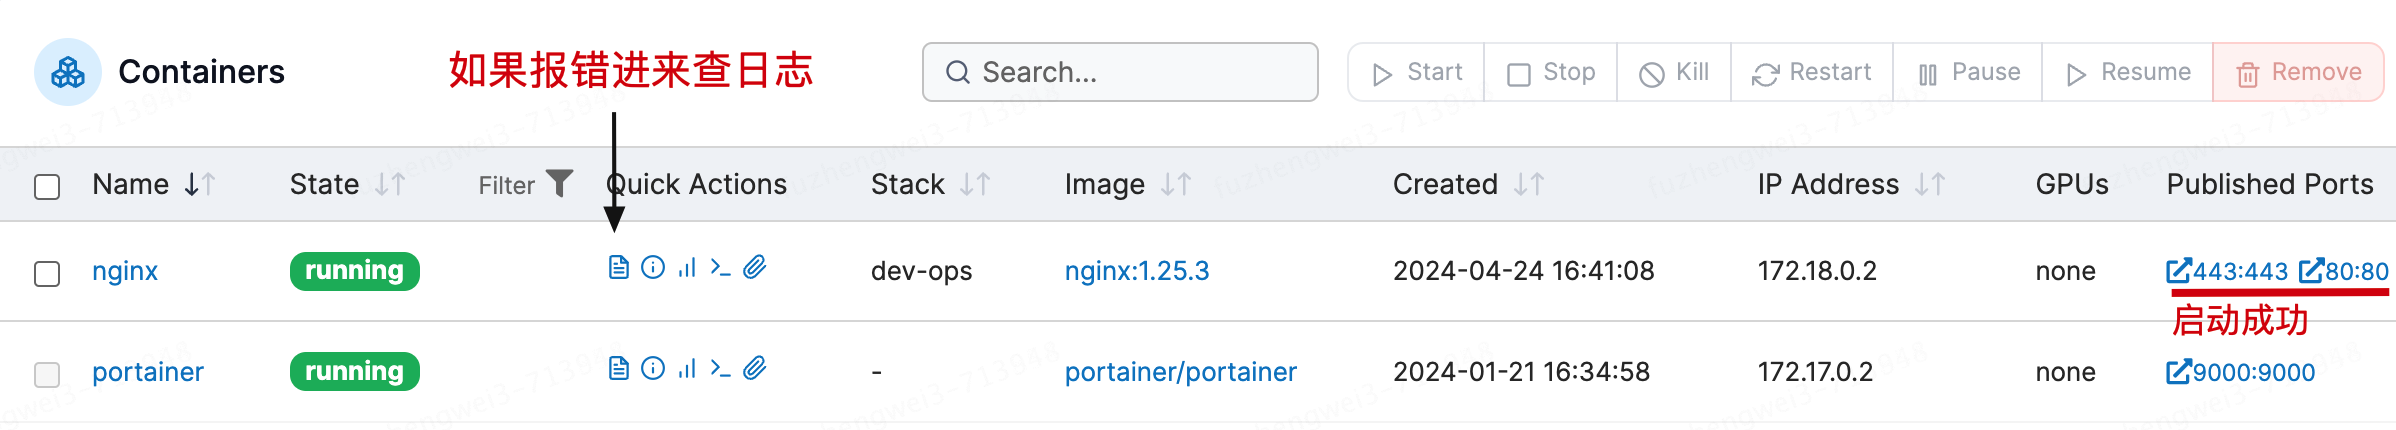 Containers
如果报错进来查日志
Search...
Start Stop Kill Restart Pause Resume Remove
Name State Filter Quick Actions Stack Image Created IP Address GPUs Published Ports
nginx running dev-ops nginx:1.25.3 2024-04-24 16:41:08 172.18.0.2 none 443:443 80:80
启动成功
portainer running - portainer/portainer 2024-01-21 16:34:58 172.17.0.2 none 9000:9000
fuzhengwei3-713948